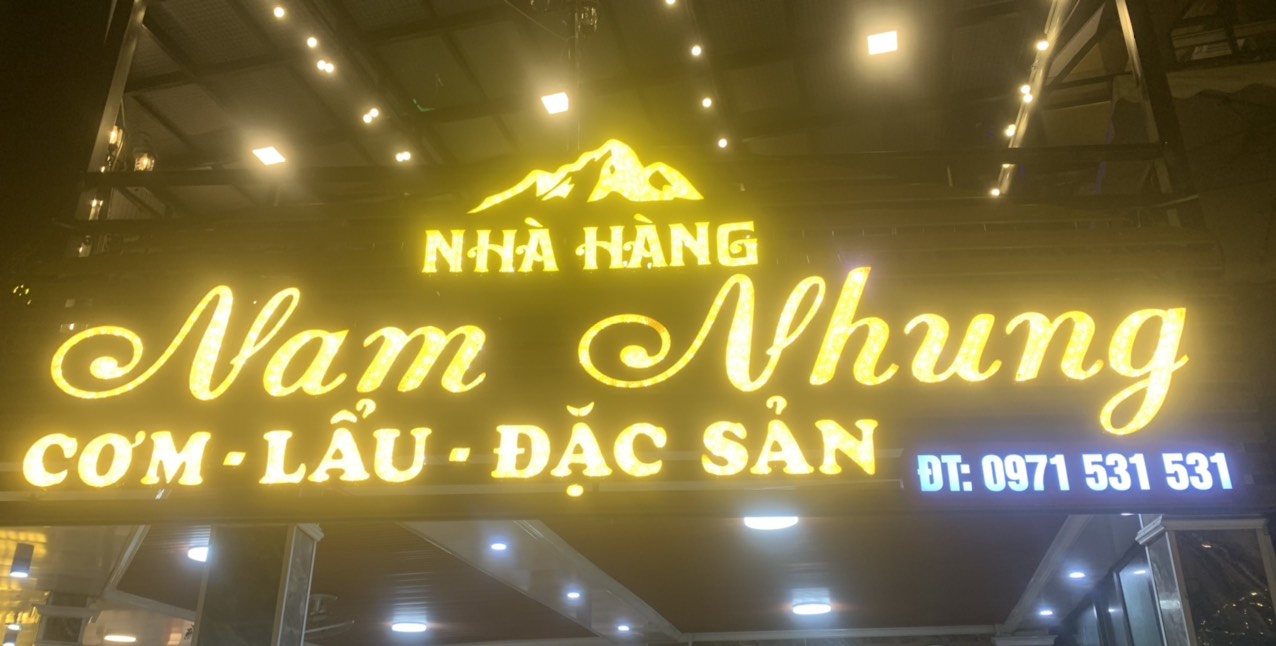 NHÀ HÀNG
Nam Nhung
CƠM - LẨU - ĐẶC SẢN
ĐT: 0971 531 531